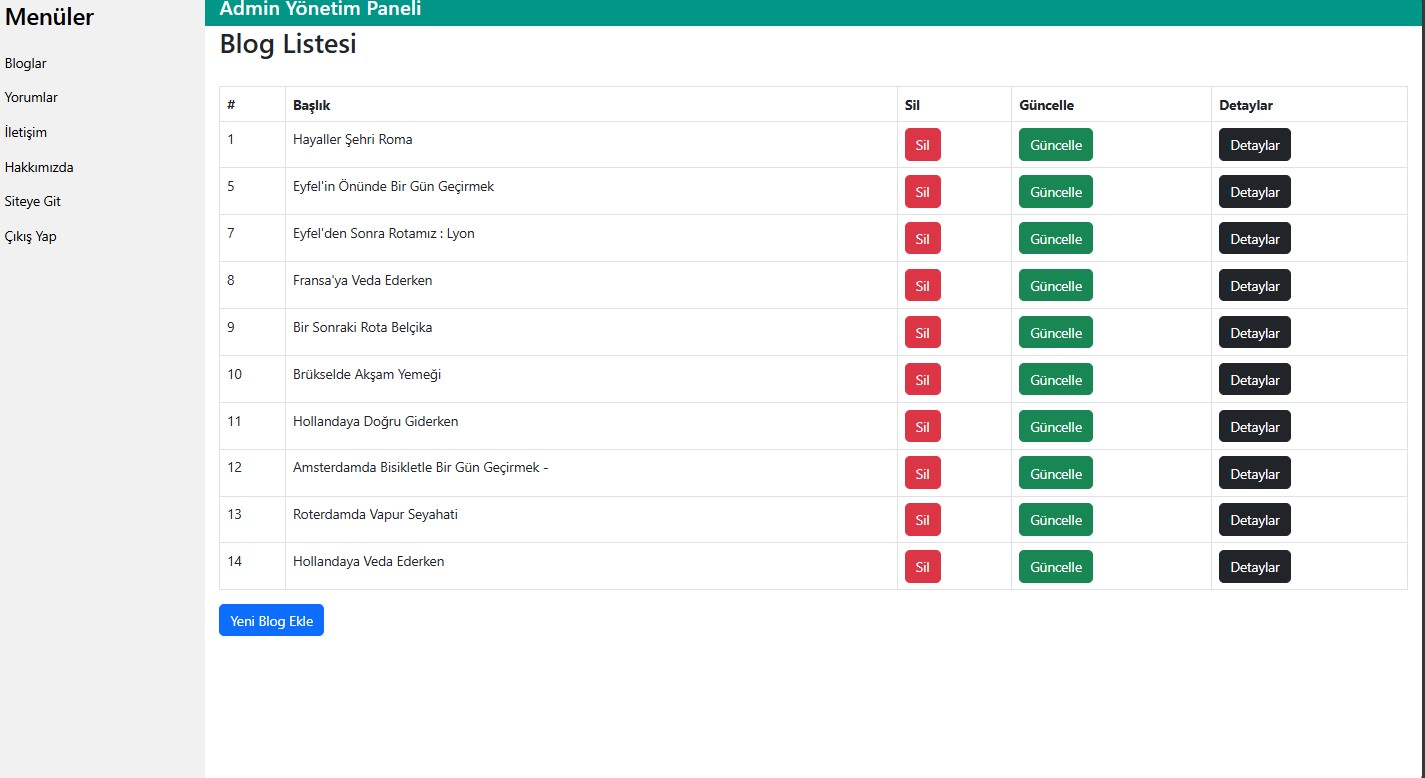 Menüler
Bloglar
Yorumlar
İletişim
Hakkımızda
Siteye Git
Çıkış Yap
Admin Yönetim Paneli
Blog Listesi
# Başlık Sil Güncelle Detaylar
1 Hayaller Şehri Roma Sil Güncelle Detaylar
5 Eyfel'in Önünde Bir Gün Geçirmek Sil Güncelle Detaylar
7 Eyfel'den Sonra Rotamız : Lyon Sil Güncelle Detaylar
8 Fransa'ya Veda Ederken Sil Güncelle Detaylar
9 Bir Sonraki Rota Belçika Sil Güncelle Detaylar
10 Brükselde Akşam Yemeği Sil Güncelle Detaylar
11 Hollandaya Doğru Giderken Sil Güncelle Detaylar
12 Amsterdamda Bisikletle Bir Gün Geçirmek - Sil Güncelle Detaylar
13 Roterdamda Vapur Seyahati Sil Güncelle Detaylar
14 Hollandaya Veda Ederken Sil Güncelle Detaylar
Yeni Blog Ekle